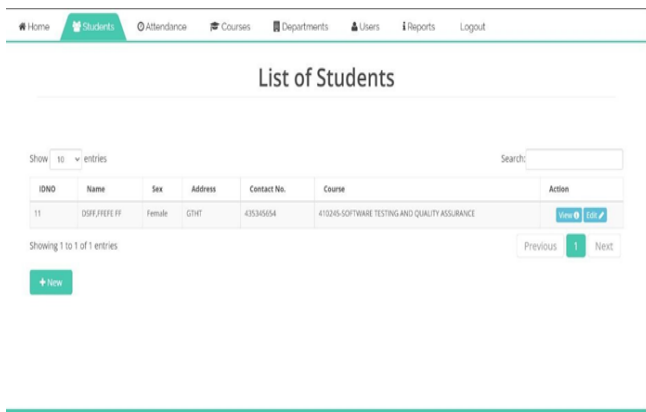 Home Students Attendance Courses Departments Users Reports Logout
List of Students
Show 10 entries Search:
IDNO Name Sex Address Contact No. Course Action
11 DSFF,FFEFE FF Female GTHT 435345654 410245-SOFTWARE TESTING AND QUALITY ASSURANCE View Edit
Showing 1 to 1 of 1 entries Previous 1 Next
+ New